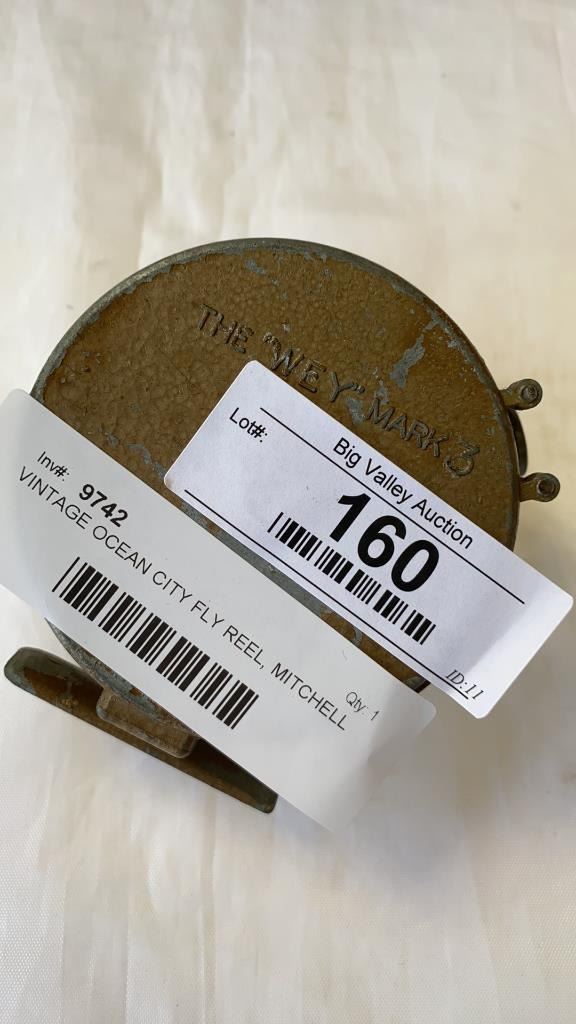 THE "WEY" MARK 3
Lot#:
Big Valley Auction
160
ID:11
Inv#: 9742
VINTAGE OCEAN CITY FLY REEL, MITCHELL
Qty: 1